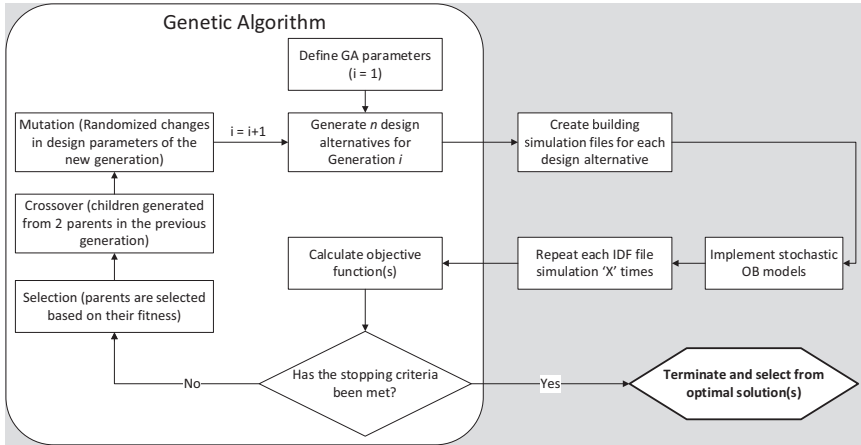 Genetic Algorithm
Define GA parameters
(i = 1)
Mutation (Randomized changes
in design parameters of the
new generation)
i = i+1
Generate n design
alternatives for
Generation i
Create building
simulation files for each
design alternative
Crossover (children generated
from 2 parents in the previous
generation)
Calculate objective
function(s)
Repeat each IDF file
simulation ‘X’ times
Implement stochastic
OB models
Selection (parents are selected
based on their fitness)
No
Has the stopping criteria
been met?
Yes
Terminate and select from
optimal solution(s)